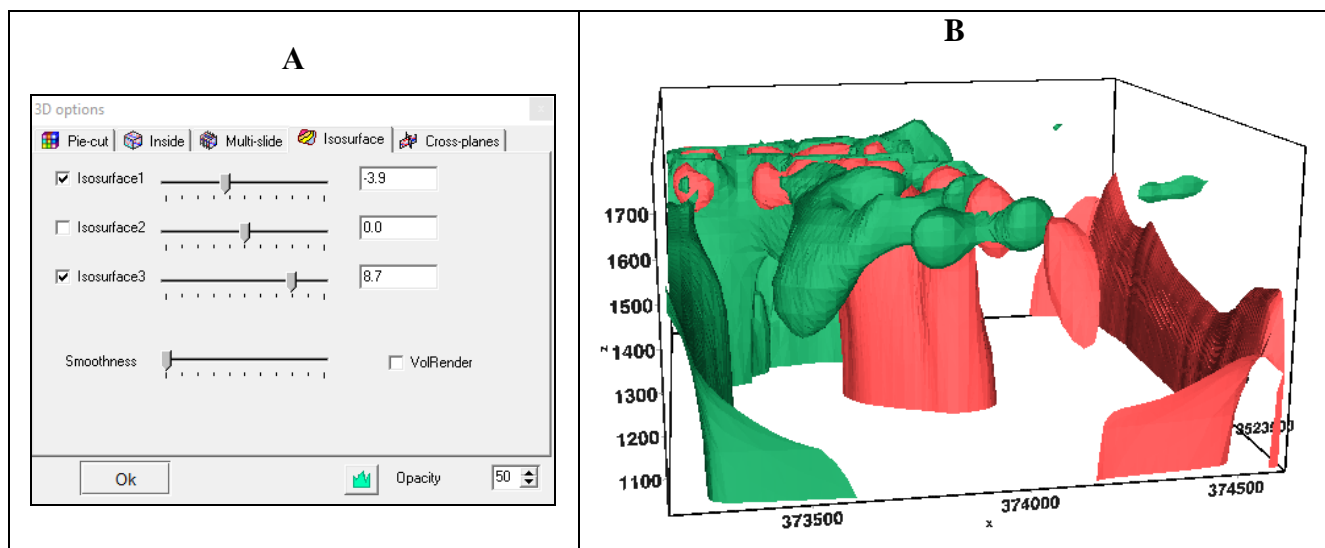 A
3D options
Pie-cut Inside Multi-slide Isosurface Cross-planes
Isosurface1 -3.9
Isosurface2 0.0
Isosurface3 8.7
Smoothness VolRender
Ok Opacity 50
B
1700
1600
1500
z 1400
1300
1200
1100
3523500
373500 374000 374500
x